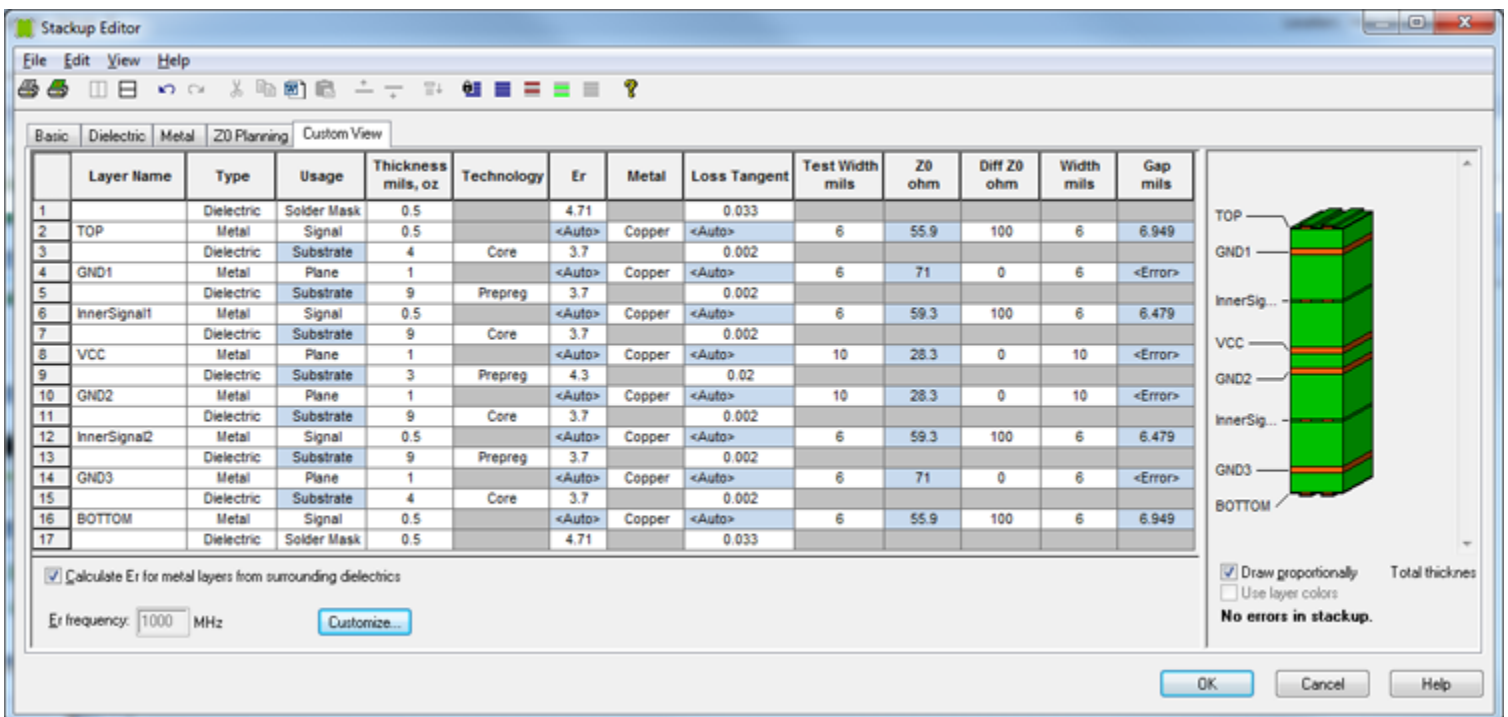 Stackup Editor
File Edit View Help
Basic Dielectric Metal Z0 Planning Custom View
Layer Name Type Usage Thickness mils, oz Technology Er Metal Loss Tangent Test Width mils Z0 ohm Diff Z0 ohm Width mils Gap mils
1 Dielectric Solder Mask 0.5 4.71 0.033
2 TOP Metal Signal 0.5 <Auto> Copper <Auto> 6 55.9 100 6 6.949
3 Dielectric Substrate 4 Core 3.7 0.002
4 GND1 Metal Plane 1 <Auto> Copper <Auto> 6 71 0 6 <Error>
5 Dielectric Substrate 9 Prepreg 3.7 0.002
6 InnerSignal1 Metal Signal 0.5 <Auto> Copper <Auto> 6 59.3 100 6 6.479
7 Dielectric Substrate 9 Core 3.7 0.002
8 VCC Metal Plane 1 <Auto> Copper <Auto> 10 28.3 0 10 <Error>
9 Dielectric Substrate 3 Prepreg 4.3 0.02
10 GND2 Metal Plane 1 <Auto> Copper <Auto> 10 28.3 0 10 <Error>
11 Dielectric Substrate 9 Core 3.7 0.002
12 InnerSignal2 Metal Signal 0.5 <Auto> Copper <Auto> 6 59.3 100 6 6.479
13 Dielectric Substrate 9 Prepreg 3.7 0.002
14 GND3 Metal Plane 1 <Auto> Copper <Auto> 6 71 0 6 <Error>
15 Dielectric Substrate 4 Core 3.7 0.002
16 BOTTOM Metal Signal 0.5 <Auto> Copper <Auto> 6 55.9 100 6 6.949
17 Dielectric Solder Mask 0.5 4.71 0.033
TOP
GND1
InnerSig...
VCC
GND2
InnerSig...
GND3
BOTTOM
Calculate Er for metal layers from surrounding dielectrics
Er frequency: 1000 MHz Customize...
Draw proportionally Total thicknes
Use layer colors
No errors in stackup.
OK Cancel Help